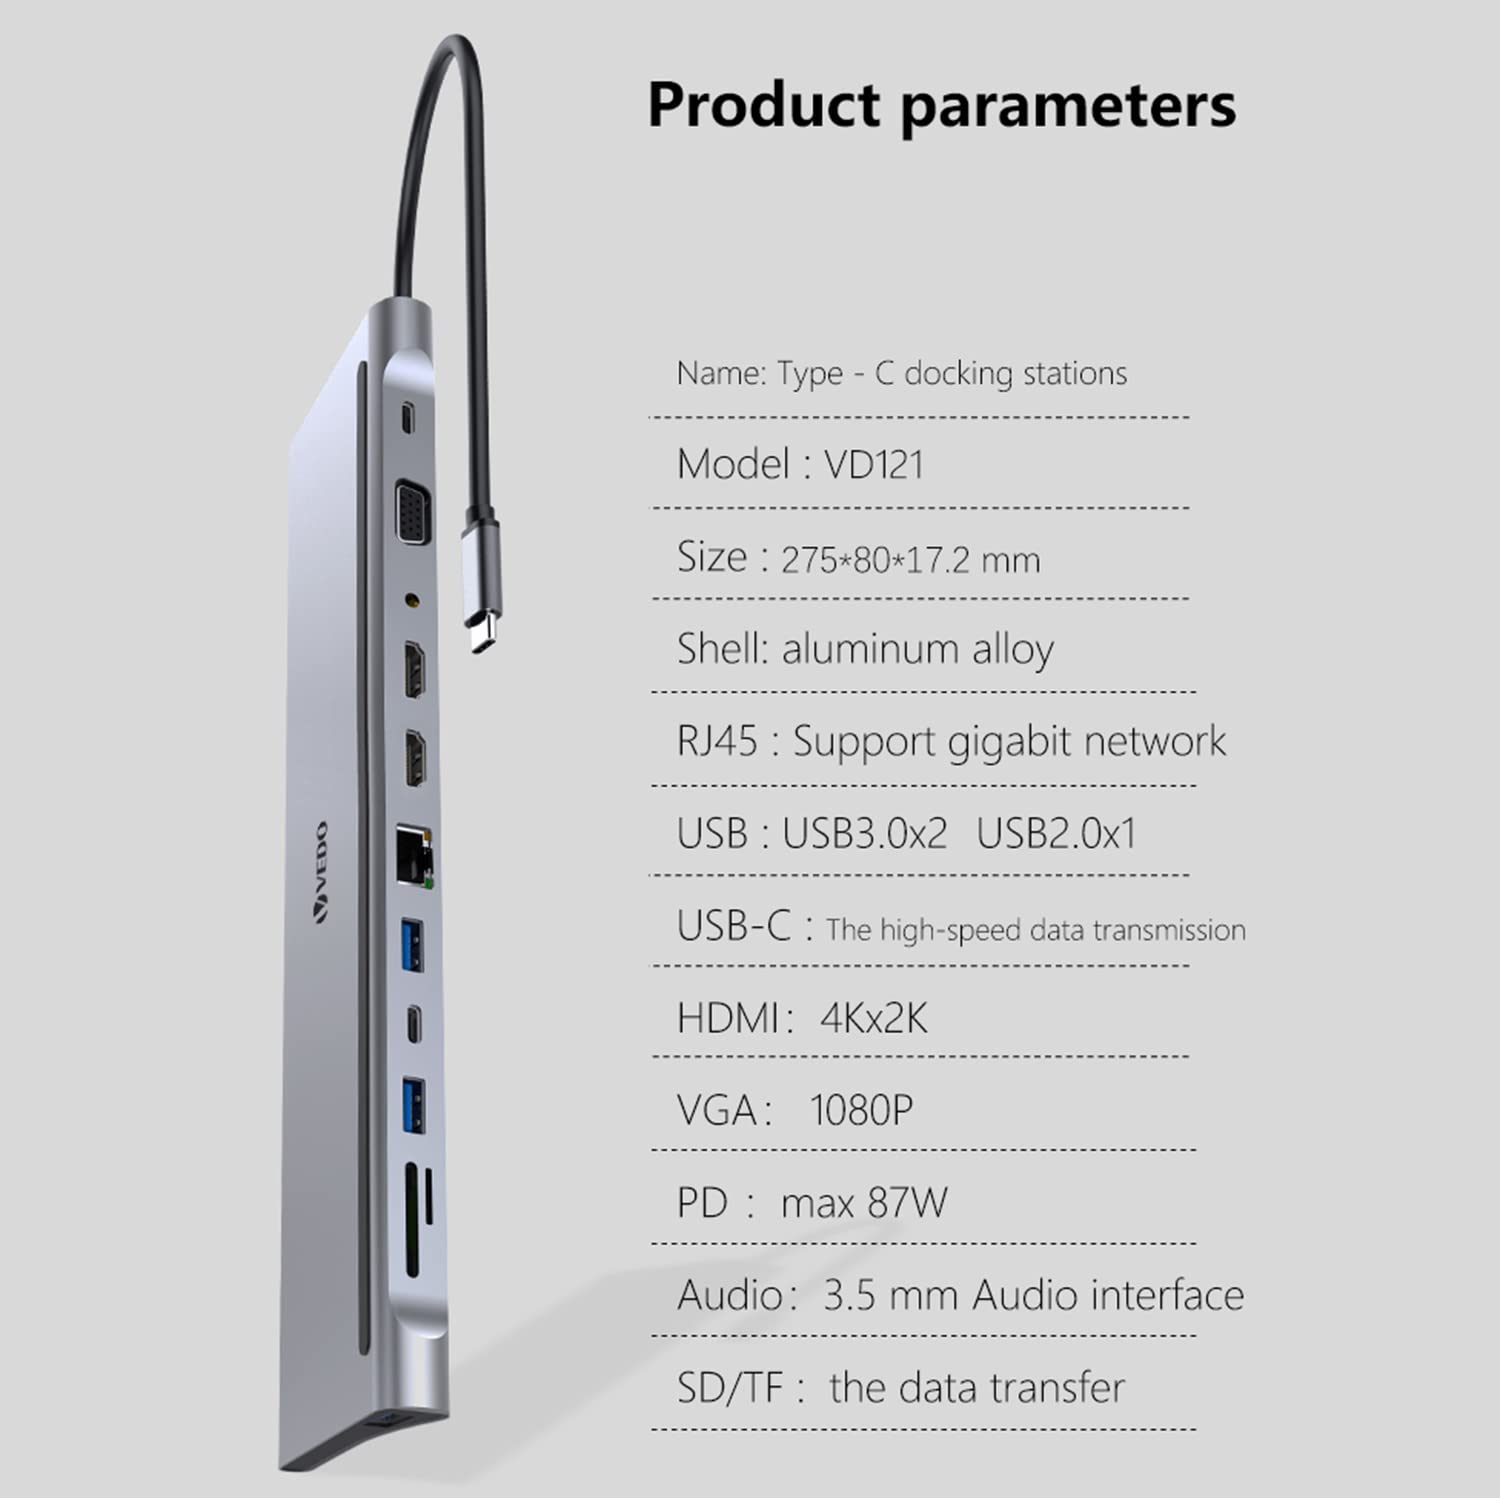 Product parameters
Name: Type - C docking stations
Model : VD121
Size : 275*80*17.2 mm
Shell: aluminum alloy
RJ45 : Support gigabit network
USB : USB3.0x2 USB2.0x1
USB-C : The high-speed data transmission
HDMI: 4Kx2K
VGA: 1080P
PD : max 87W
Audio: 3.5 mm Audio interface
SD/TF : the data transfer
VEDO